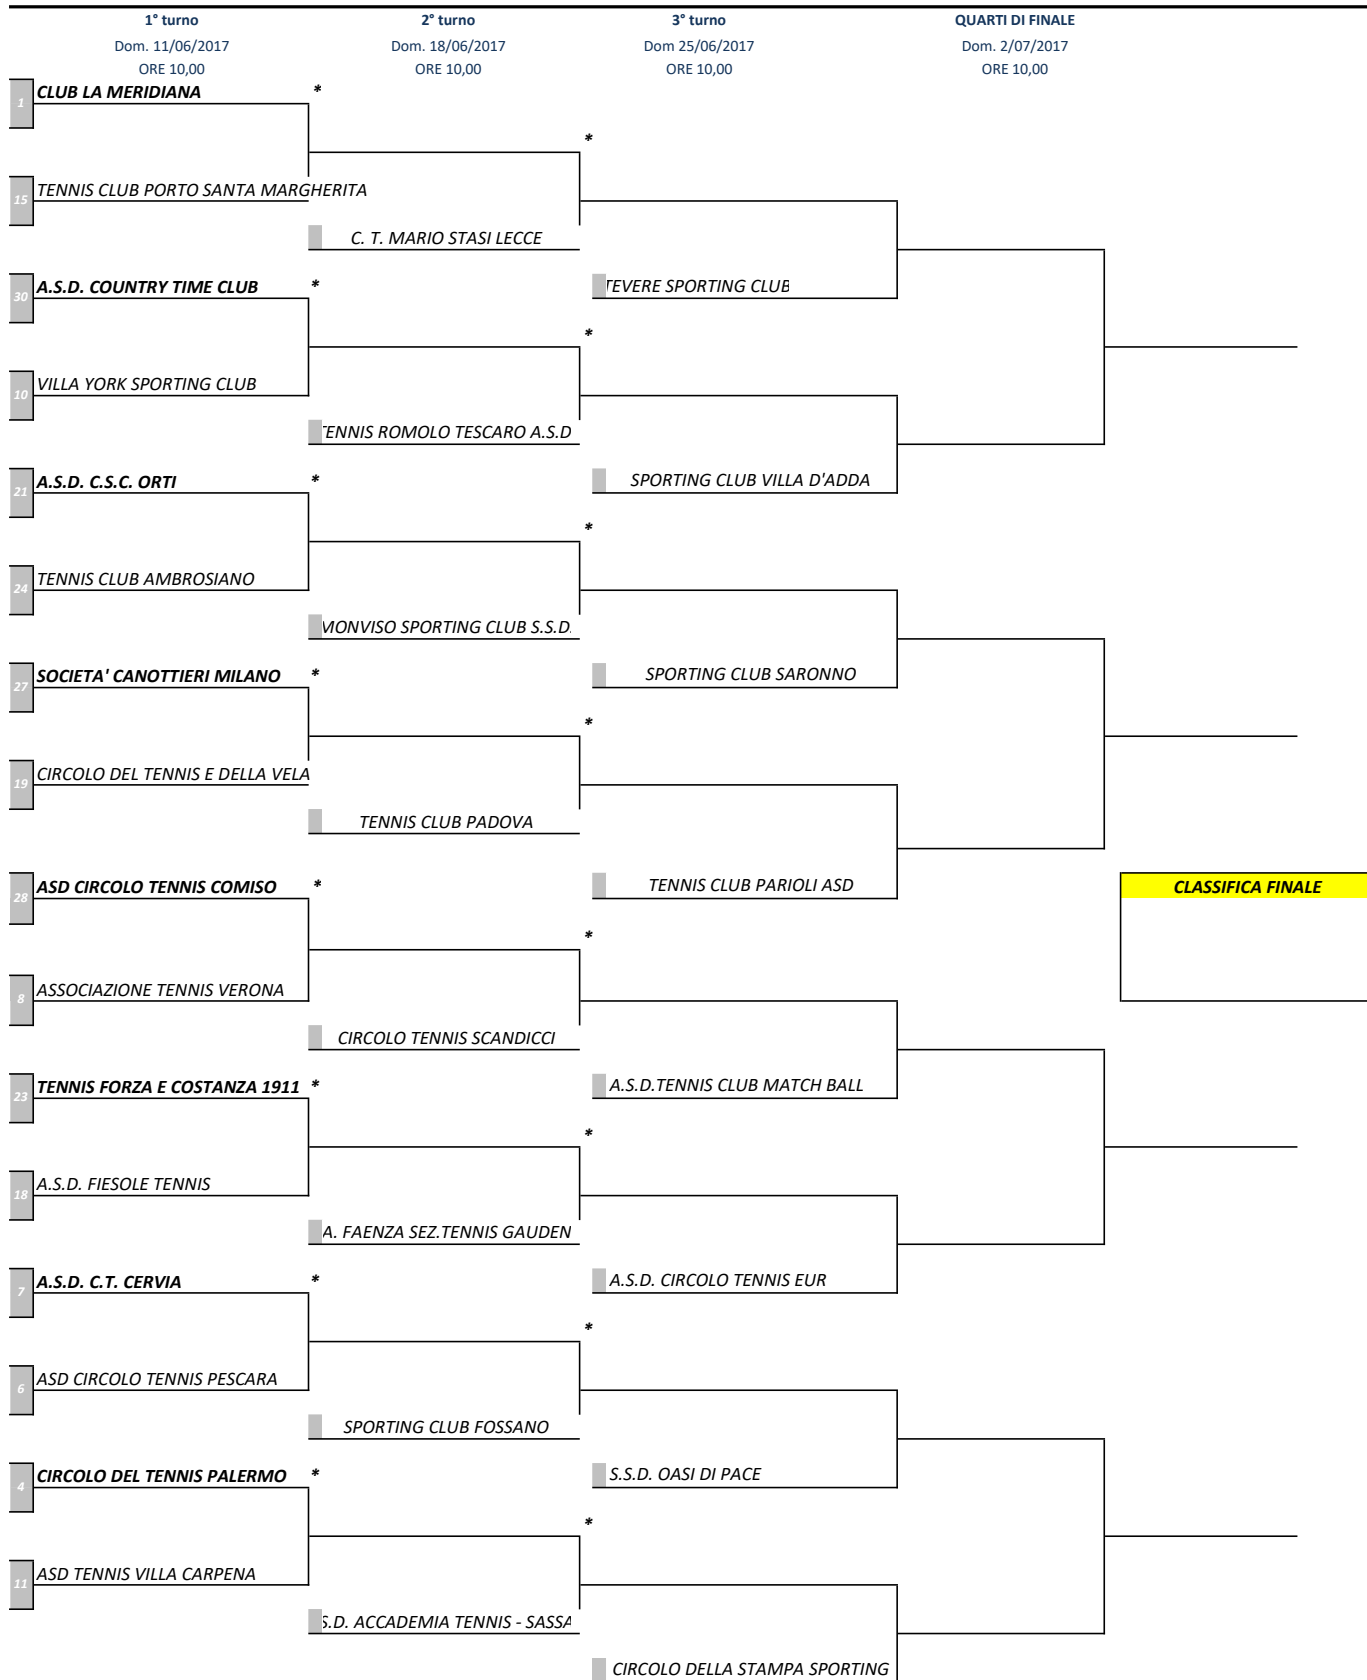 1° turno 2° turno 3° turno QUARTI DI FINALE
Dom. 11/06/2017 Dom. 18/06/2017 Dom 25/06/2017 Dom. 2/07/2017
ORE 10,00 ORE 10,00 ORE 10,00 ORE 10,00
1 CLUB LA MERIDIANA *
*
15 TENNIS CLUB PORTO SANTA MARGHERITA
C. T. MARIO STASI LECCE
30 A.S.D. COUNTRY TIME CLUB * TEVERE SPORTING CLUB
*
10 VILLA YORK SPORTING CLUB
TENNIS ROMOLO TESCARO A.S.D
21 A.S.D. C.S.C. ORTI * SPORTING CLUB VILLA D'ADDA
*
24 TENNIS CLUB AMBROSIANO
MONVISO SPORTING CLUB S.S.D.
27 SOCIETA' CANOTTIERI MILANO * SPORTING CLUB SARONNO
*
19 CIRCOLO DEL TENNIS E DELLA VELA
TENNIS CLUB PADOVA
28 ASD CIRCOLO TENNIS COMISO * TENNIS CLUB PARIOLI ASD CLASSIFICA FINALE
*
8 ASSOCIAZIONE TENNIS VERONA
CIRCOLO TENNIS SCANDICCI
23 TENNIS FORZA E COSTANZA 1911 * A.S.D.TENNIS CLUB MATCH BALL
*
18 A.S.D. FIESOLE TENNIS
A. FAENZA SEZ.TENNIS GAUDEN
7 A.S.D. C.T. CERVIA * A.S.D. CIRCOLO TENNIS EUR
*
6 ASD CIRCOLO TENNIS PESCARA
SPORTING CLUB FOSSANO
4 CIRCOLO DEL TENNIS PALERMO * S.S.D. OASI DI PACE
*
11 ASD TENNIS VILLA CARPENA
S.D. ACCADEMIA TENNIS - SASSA
CIRCOLO DELLA STAMPA SPORTING